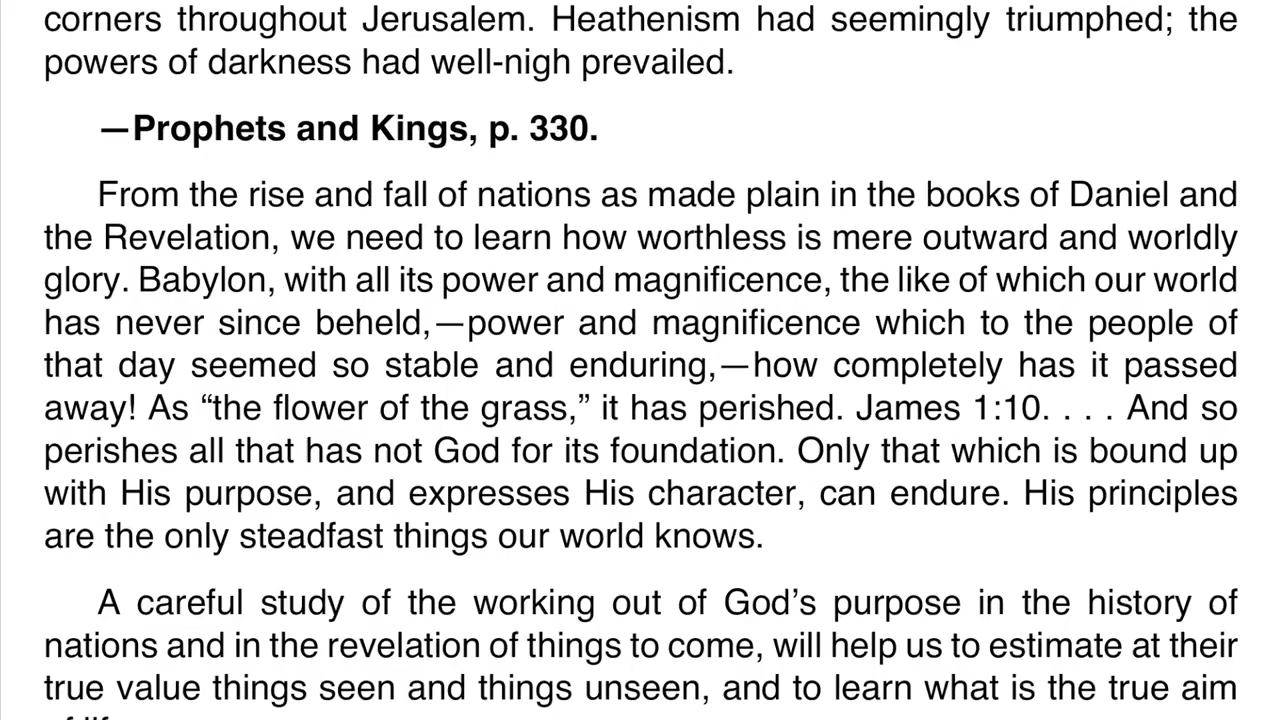 corners throughout Jerusalem. Heathenism had seemingly triumphed; the
powers of darkness had well-nigh prevailed.
—Prophets and Kings, p. 330.
From the rise and fall of nations as made plain in the books of Daniel and
the Revelation, we need to learn how worthless is mere outward and worldly
glory. Babylon, with all its power and magnificence, the like of which our world
has never since beheld,—power and magnificence which to the people of
that day seemed so stable and enduring,—how completely has it passed
away! As “the flower of the grass,” it has perished. James 1:10. . . . And so
perishes all that has not God for its foundation. Only that which is bound up
with His purpose, and expresses His character, can endure. His principles
are the only steadfast things our world knows.
A careful study of the working out of God’s purpose in the history of
nations and in the revelation of things to come, will help us to estimate at their
true value things seen and things unseen, and to learn what is the true aim